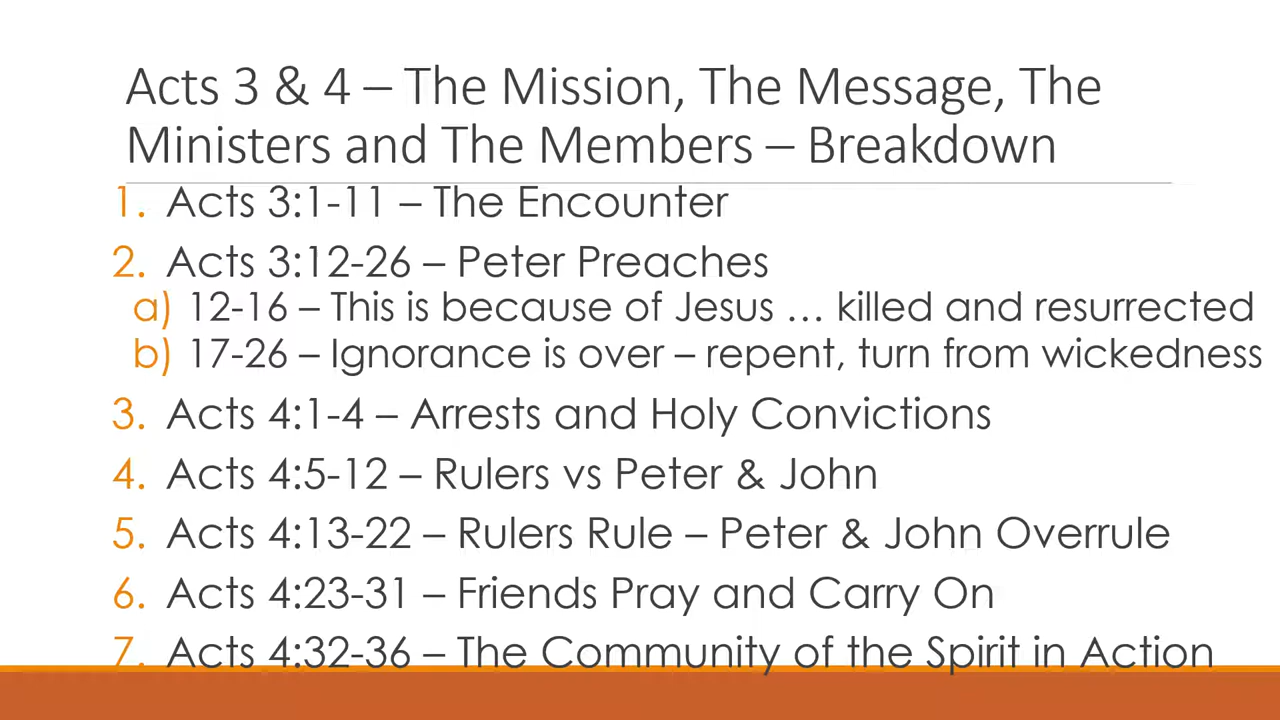 Acts 3 & 4 – The Mission, The Message, The
Ministers and The Members – Breakdown
1. Acts 3:1-11 – The Encounter
2. Acts 3:12-26 – Peter Preaches
a) 12-16 – This is because of Jesus … killed and resurrected
b) 17-26 – Ignorance is over – repent, turn from wickedness
3. Acts 4:1-4 – Arrests and Holy Convictions
4. Acts 4:5-12 – Rulers vs Peter & John
5. Acts 4:13-22 – Rulers Rule – Peter & John Overrule
6. Acts 4:23-31 – Friends Pray and Carry On
7. Acts 4:32-36 – The Community of the Spirit in Action